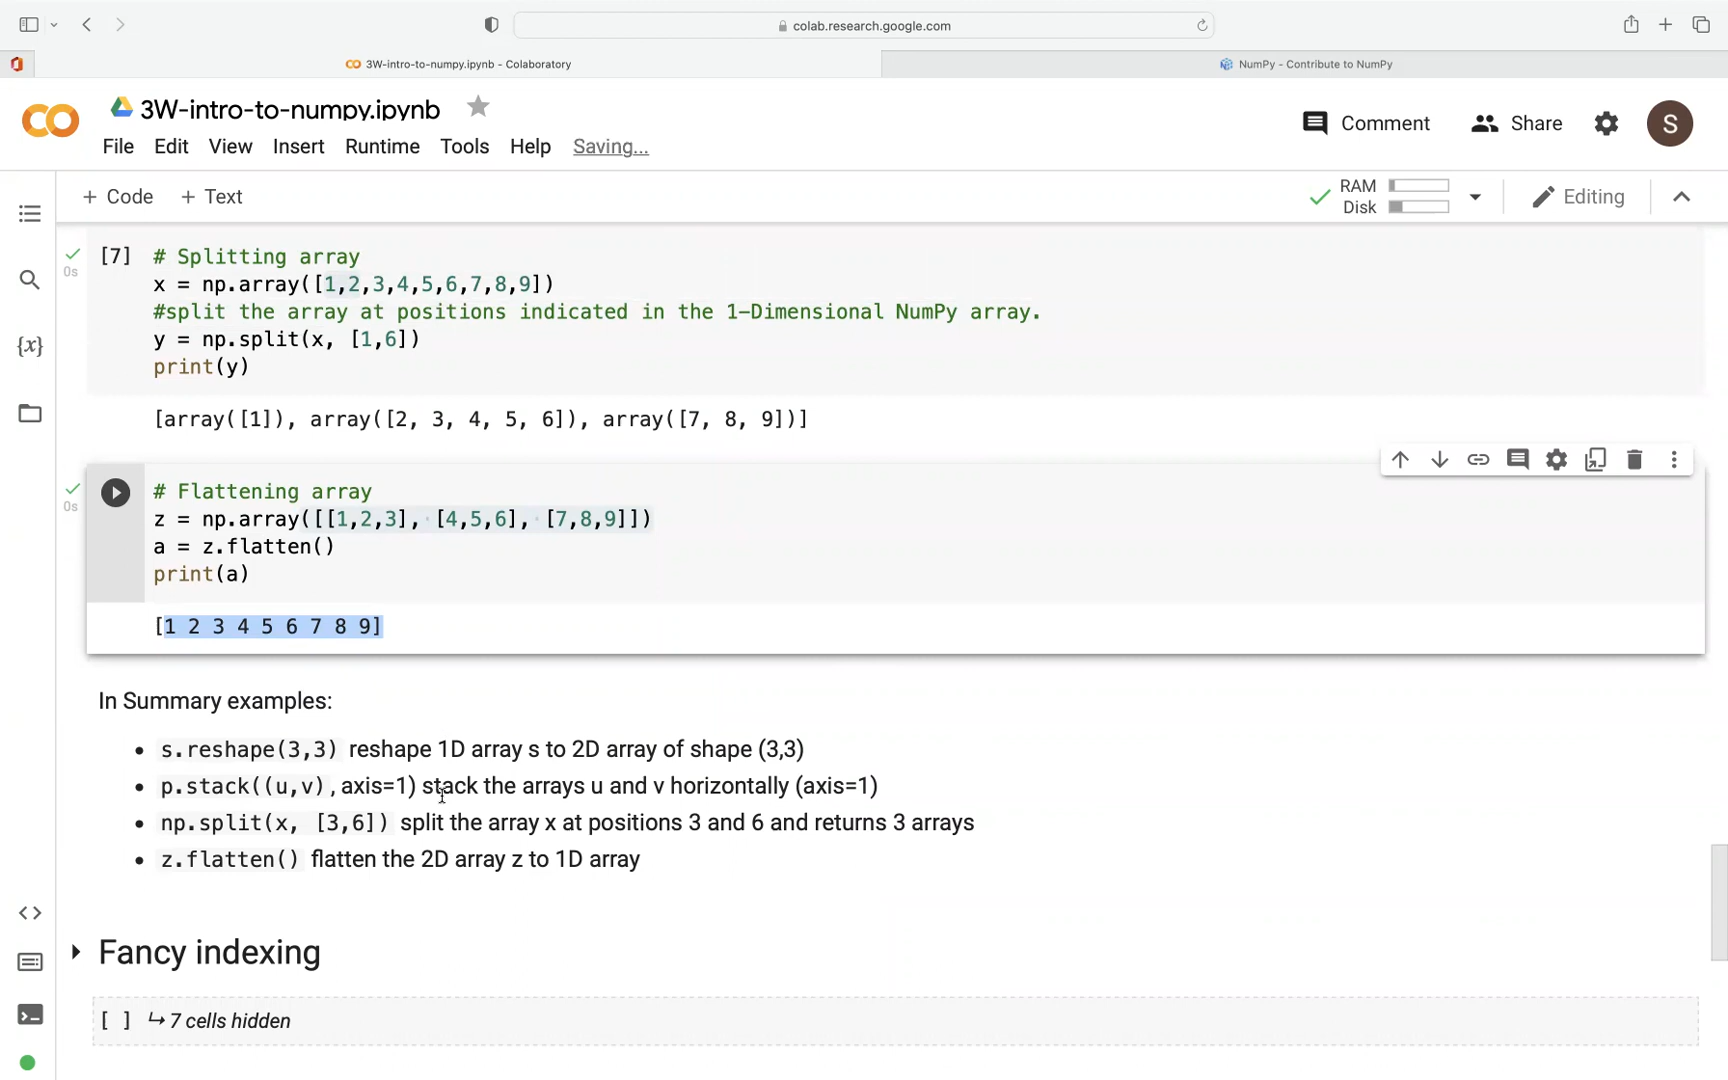 colab.research.google.com
3W-intro-to-numpy.ipynb - Colaboratory
NumPy - Contribute to NumPy
3W-intro-to-numpy.ipynb
Comment
Share
S
File Edit View Insert Runtime Tools Help Saving...
+ Code + Text
RAM
Disk
Editing
[7] # Splitting array
0s
x = np.array([1,2,3,4,5,6,7,8,9])
#split the array at positions indicated in the 1-Dimensional NumPy array.
y = np.split(x, [1,6])
{x}
print(y)
[array([1]), array([2, 3, 4, 5, 6]), array([7, 8, 9])]
# Flattening array
0s
z = np.array([[1,2,3], [4,5,6], [7,8,9]])
a = z.flatten()
print(a)
[1 2 3 4 5 6 7 8 9]
In Summary examples:
• s.reshape(3,3) reshape 1D array s to 2D array of shape (3,3)
• p.stack((u,v), axis=1) stack the arrays u and v horizontally (axis=1)
• np.split(x, [3,6]) split the array x at positions 3 and 6 and returns 3 arrays
• z.flatten() flatten the 2D array z to 1D array
Fancy indexing
[ ] ↳ 7 cells hidden